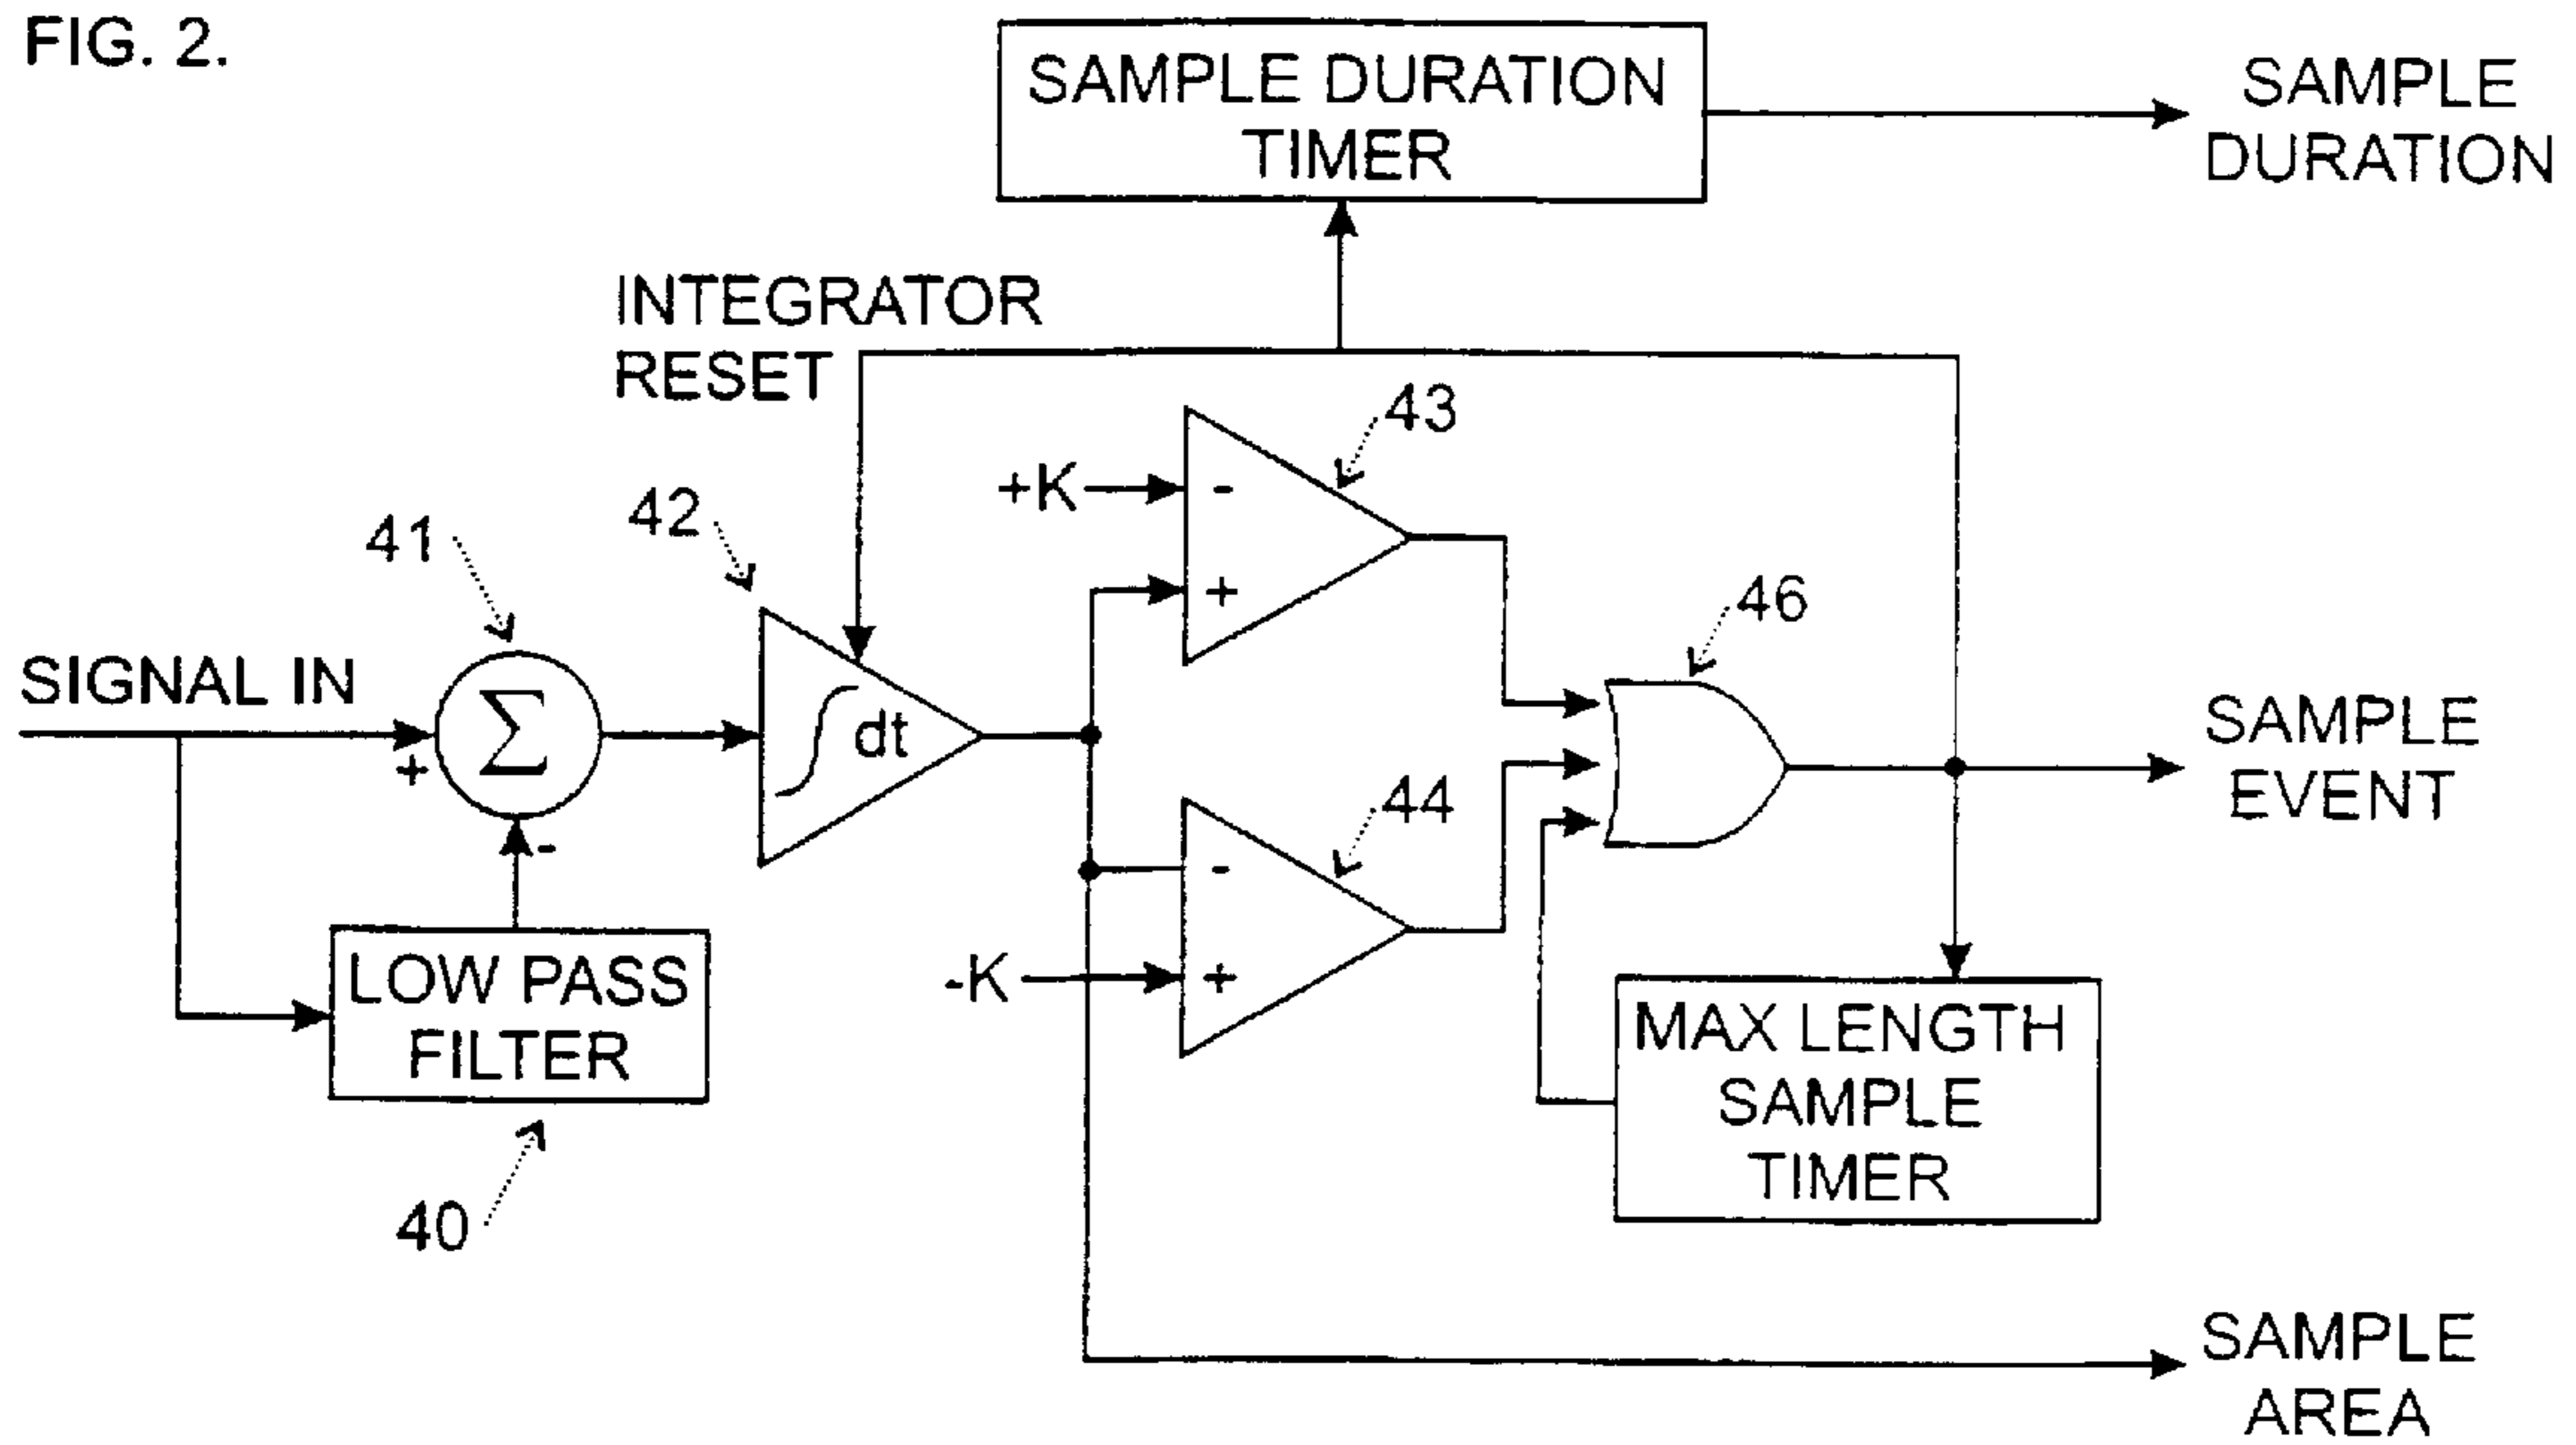 FIG. 2.
SAMPLE DURATION
TIMER
SAMPLE
DURATION
INTEGRATOR
RESET
43
+K
-
+
42
41
46
SIGNAL IN
+
Σ
-
∫dt
SAMPLE
EVENT
44
-
-K
+
LOW PASS
FILTER
40
MAX LENGTH
SAMPLE
TIMER
SAMPLE
AREA